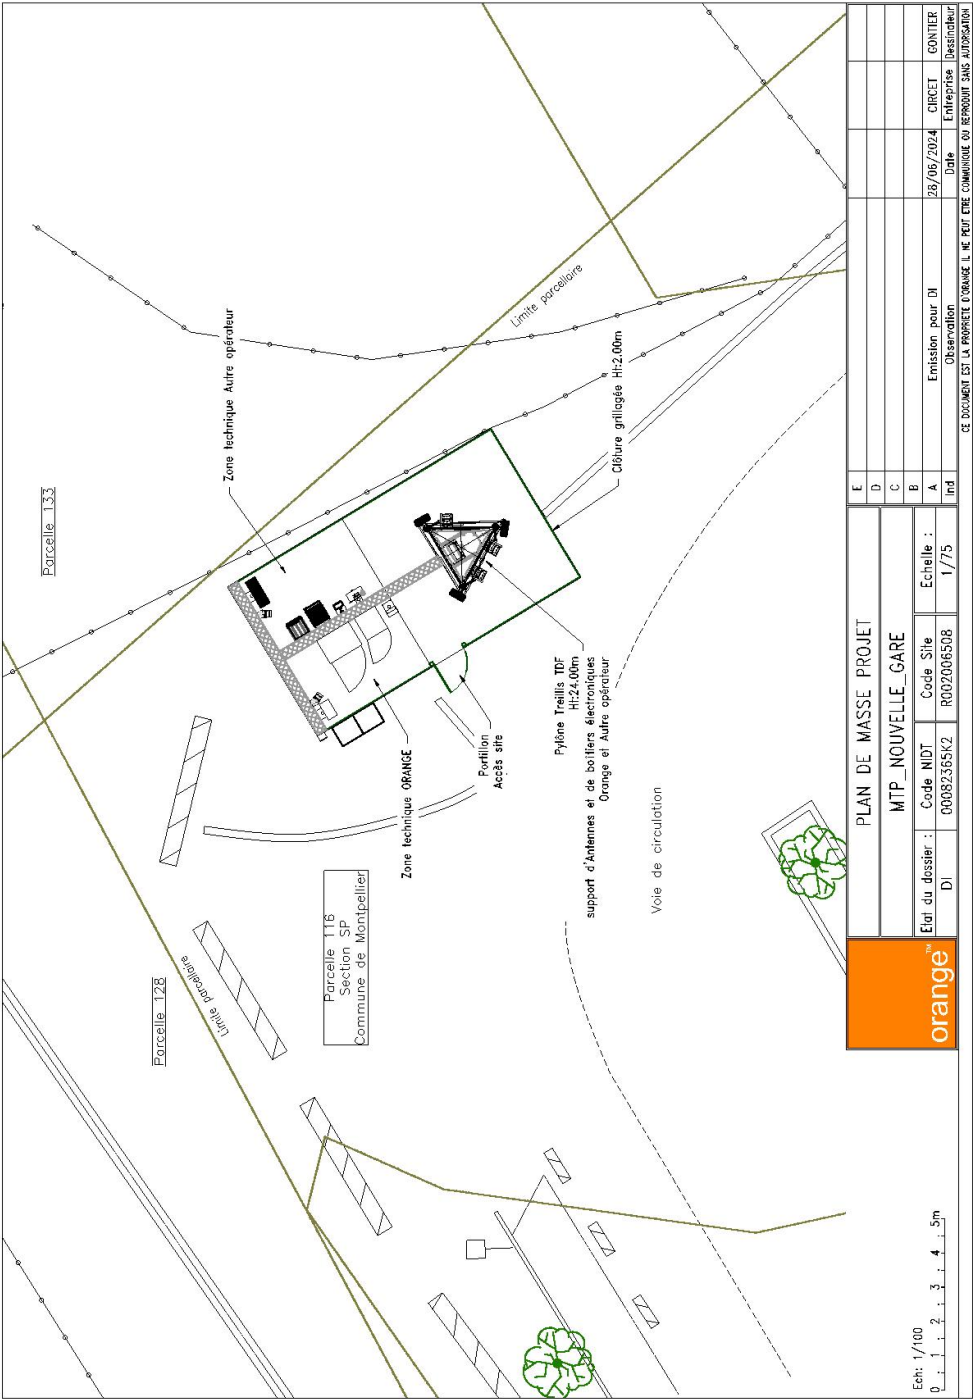 Parcelle 133
Parcelle 128
Limite parcellaire
Limite parcellaire
Zone technique Autre opérateur
Parcelle 116
Section SP
Commune de Montpellier
Zone technique ORANGE
Portillon
Accès site
Clôture grillagée Ht:2.00m
Pylône Treillis TDF
Ht:24.00m
support d'Antennes et de boîtiers électroniques
Orange et Autre opérateur
Voie de circulation
Ech: 1/100
0 1 2 3 4 5m
orange™
PLAN DE MASSE PROJET
MTP_NOUVELLE_GARE
Etat du dossier : Code NIDT Code Site Echelle :
DI 00082365K2 R002006508 1/75
E
D
C
B
A Emission pour DI 28/06/2024 CIRCET GONTIER
Ind Observation Date Entreprise Dessinateur
CE DOCUMENT EST LA PROPRIETE D'ORANGE IL NE PEUT ETRE COMMUNIQUE OU REPRODUIT SANS AUTORISATION